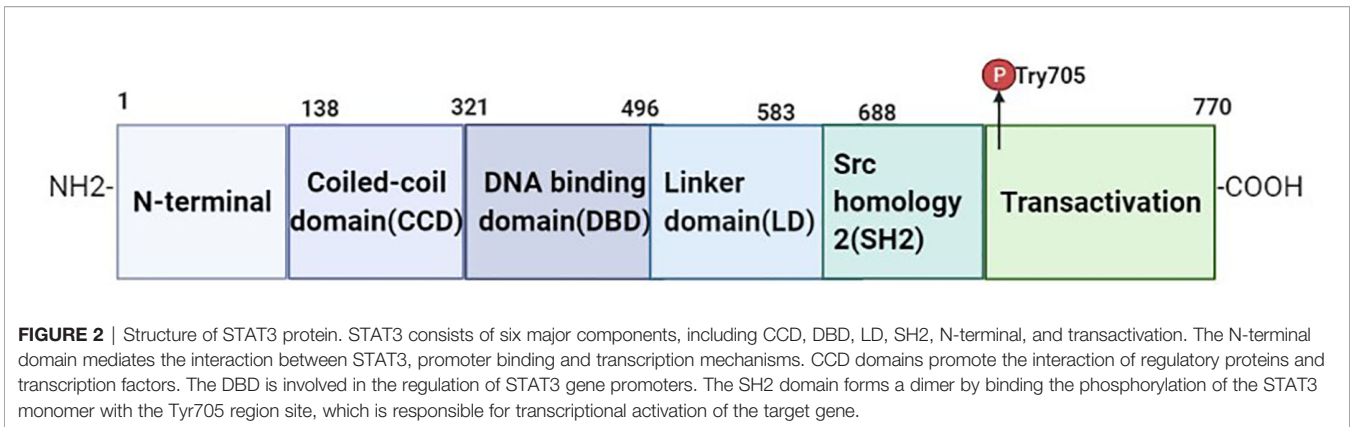 P Try705
1 138 321 496 583 688 770
NH2- N-terminal Coiled-coil domain(CCD) DNA binding domain(DBD) Linker domain(LD) Src homology 2(SH2) Transactivation -COOH
FIGURE 2 | Structure of STAT3 protein. STAT3 consists of six major components, including CCD, DBD, LD, SH2, N-terminal, and transactivation. The N-terminal
domain mediates the interaction between STAT3, promoter binding and transcription mechanisms. CCD domains promote the interaction of regulatory proteins and
transcription factors. The DBD is involved in the regulation of STAT3 gene promoters. The SH2 domain forms a dimer by binding the phosphorylation of the STAT3
monomer with the Tyr705 region site, which is responsible for transcriptional activation of the target gene.